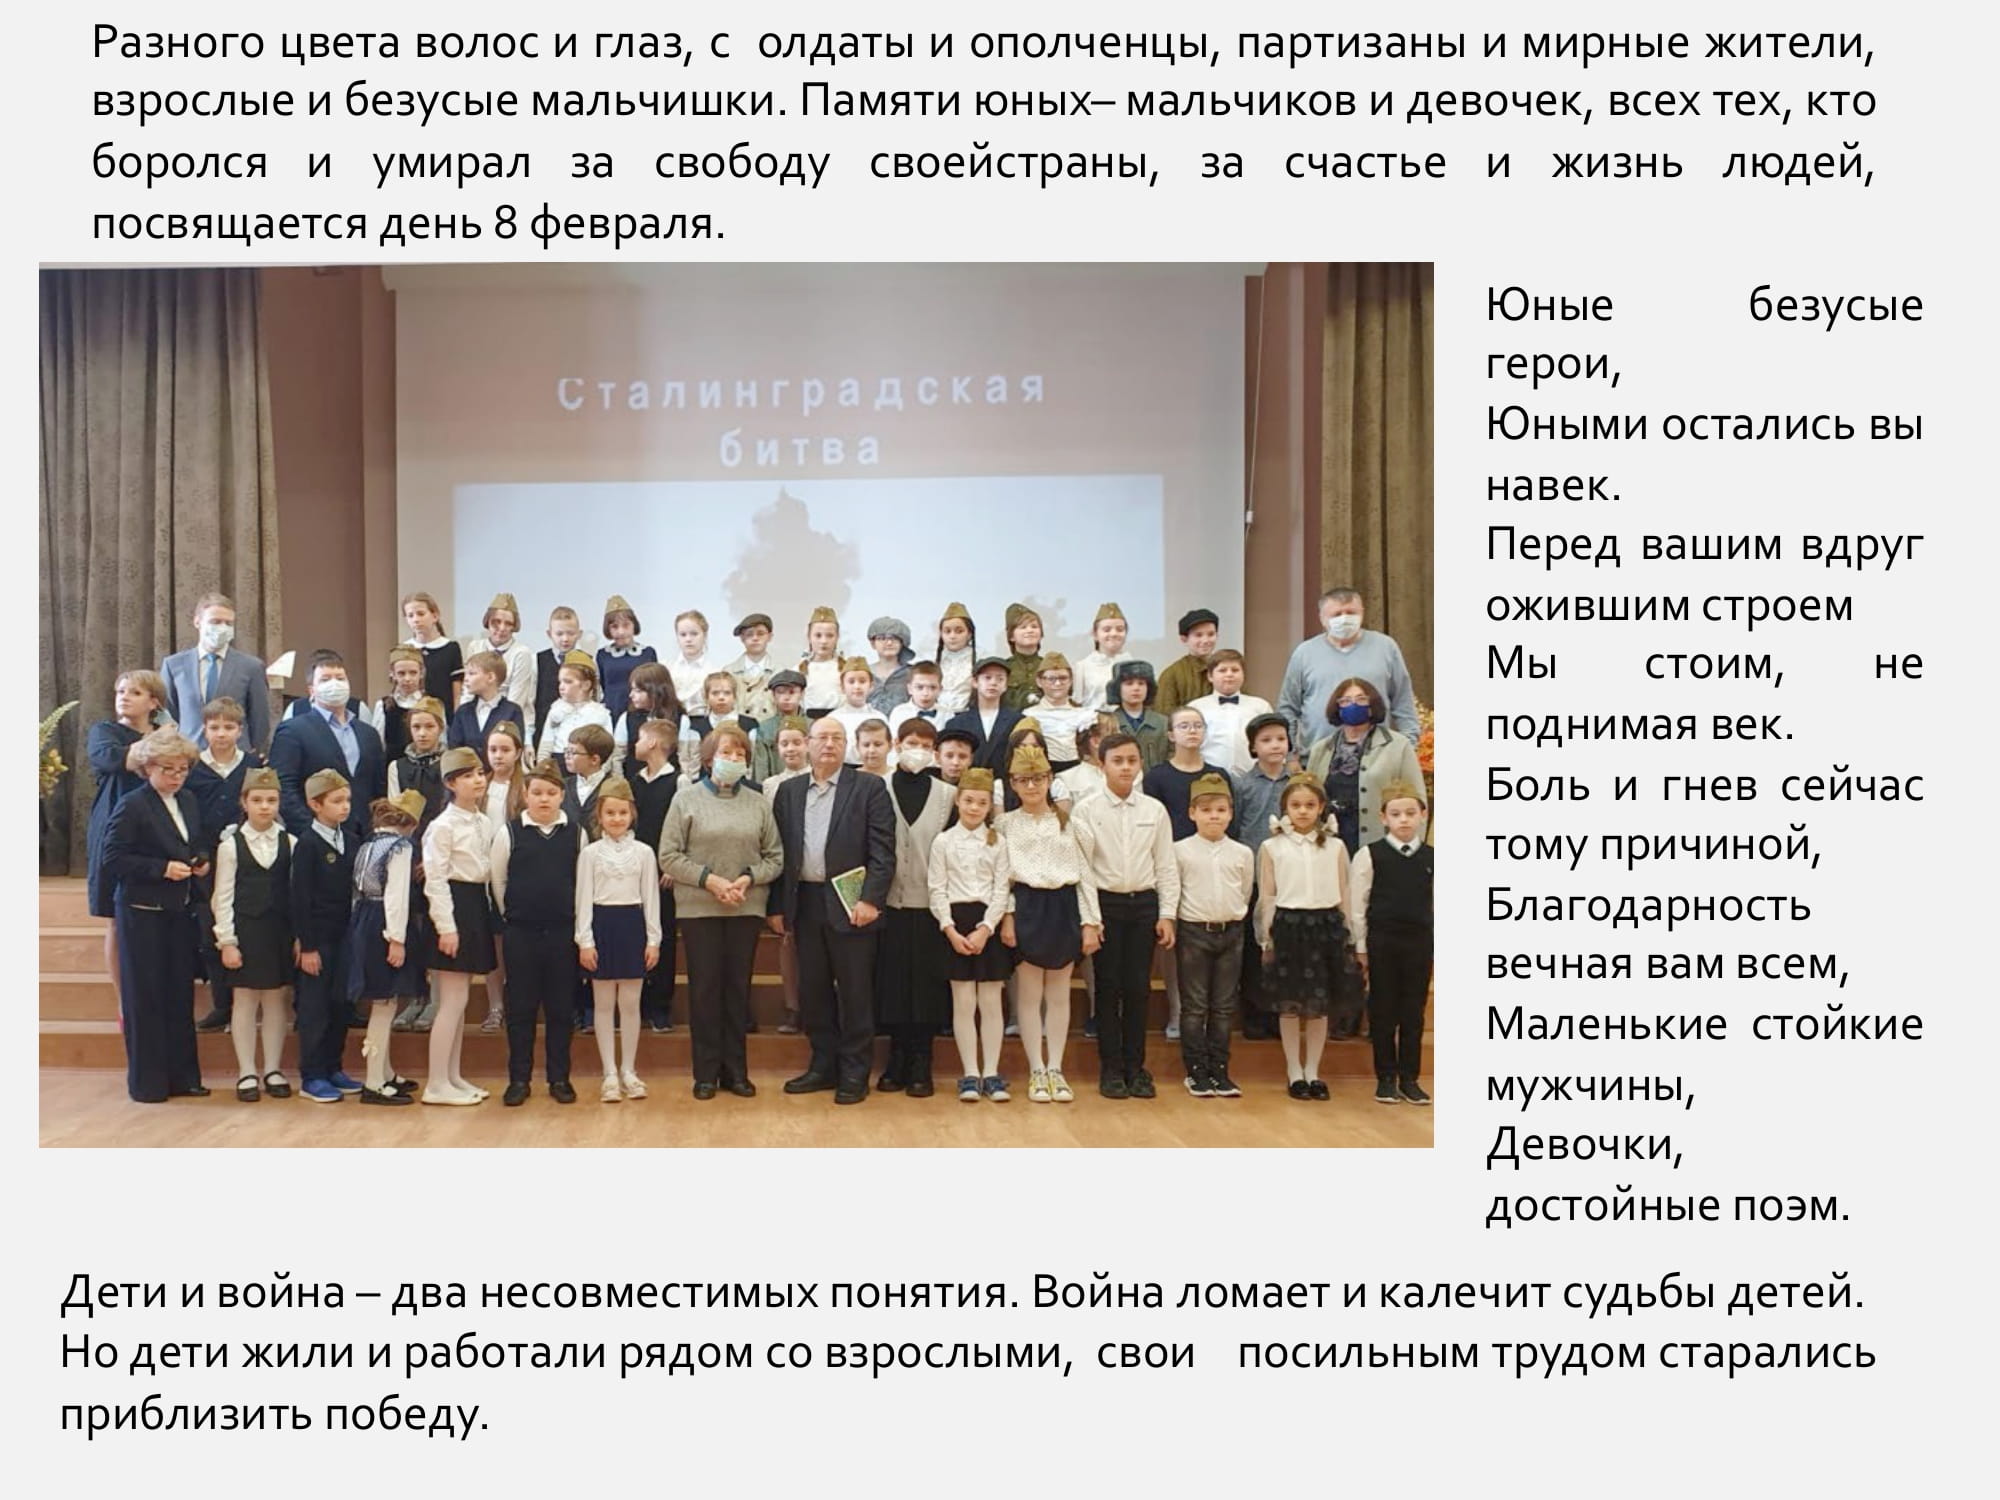 Разного цвета волос и глаз, с олдаты и ополченцы, партизаны и мирные жители,
взрослые и безусые мальчишки. Памяти юных– мальчиков и девочек, всех тех, кто
боролся и умирал за свободу своейстраны, за счастье и жизнь людей,
посвящается день 8 февраля.
Сталинградская
битва
Юные безусые
герои,
Юными остались вы
навек.
Перед вашим вдруг
ожившим строем
Мы стоим, не
поднимая век.
Боль и гнев сейчас
тому причиной,
Благодарность
вечная вам всем,
Маленькие стойкие
мужчины,
Девочки,
достойные поэм.
Дети и война – два несовместимых понятия. Война ломает и калечит судьбы детей.
Но дети жили и работали рядом со взрослыми, свои посильным трудом старались
приблизить победу.